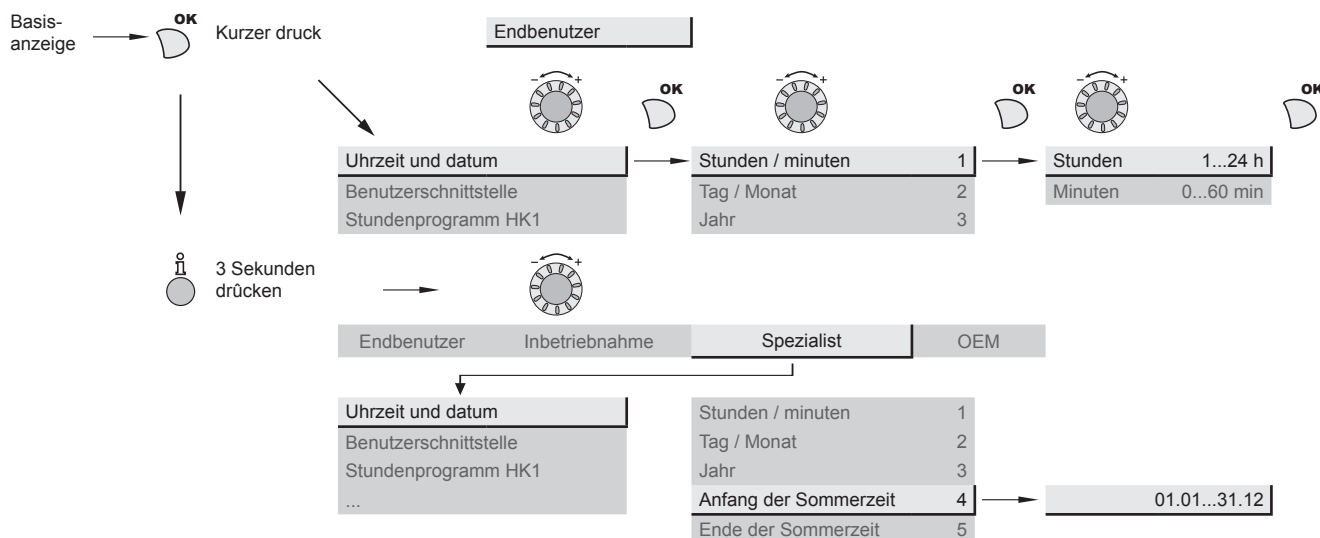 Basis-
anzeige
OK
Kurzer druck
Endbenutzer
- +
OK
- +
OK
- +
OK
Uhrzeit und datum
Stunden / minuten 1
Stunden 1...24 h
Benutzerschnittstelle
Tag / Monat 2
Minuten 0...60 min
Stundenprogramm HK1
Jahr 3
i
3 Sekunden
drûcken
- +
Endbenutzer Inbetriebnahme Spezialist OEM
Uhrzeit und datum
Stunden / minuten 1
Benutzerschnittstelle
Tag / Monat 2
Stundenprogramm HK1
Jahr 3
...
Anfang der Sommerzeit 4
01.01...31.12
Ende der Sommerzeit 5